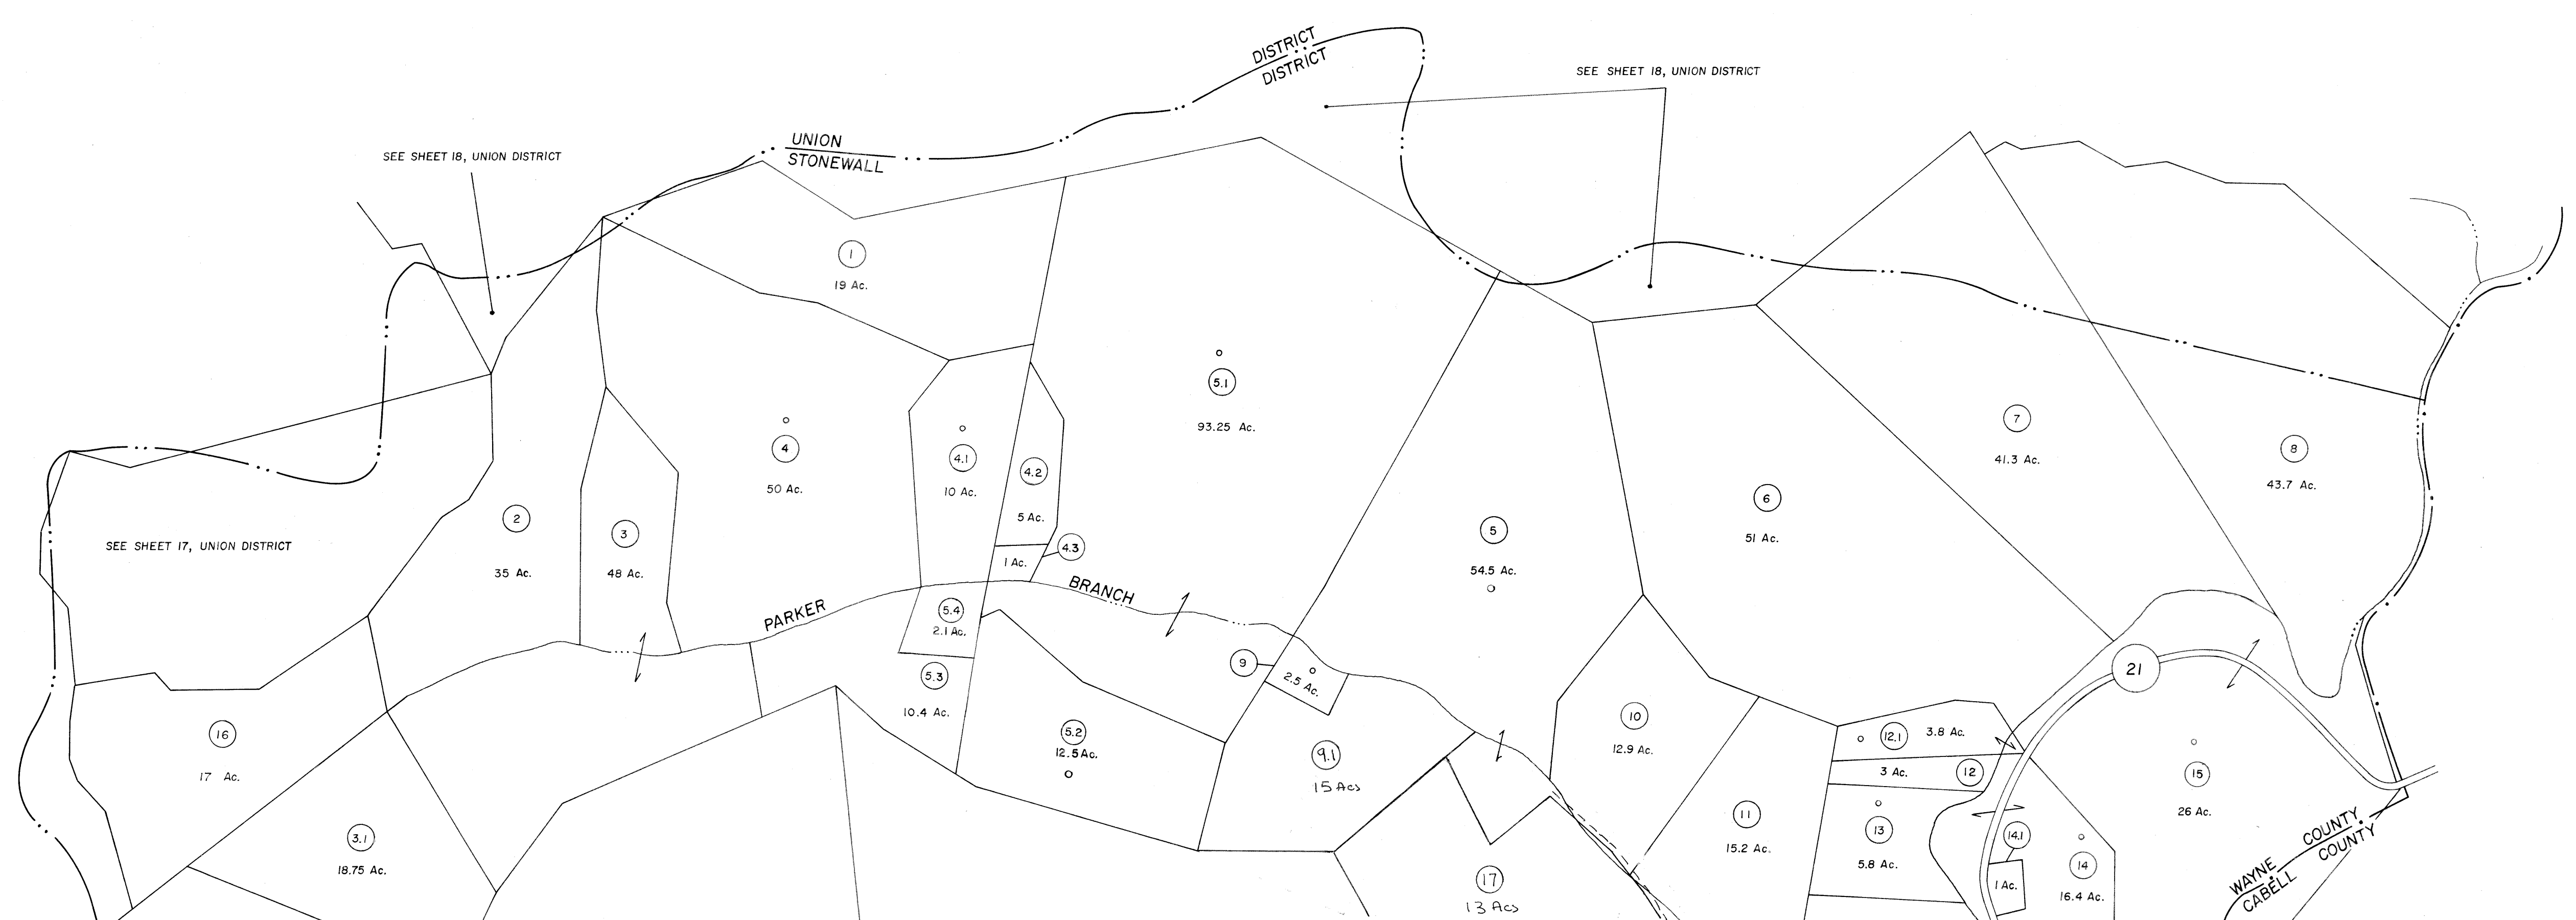 DISTRICT
DISTRICT
SEE SHEET 18, UNION DISTRICT
UNION
STONEWALL
SEE SHEET 18, UNION DISTRICT
1
19 Ac.
5.1
93.25 Ac.
4
50 Ac.
4.1
10 Ac.
4.2
5 Ac.
4.3
1 Ac.
7
41.3 Ac.
8
43.7 Ac.
6
51 Ac.
5
54.5 Ac.
2
35 Ac.
3
48 Ac.
SEE SHEET 17, UNION DISTRICT
PARKER
BRANCH
5.4
2.1 Ac.
5.3
10.4 Ac.
9
2.5 Ac.
21
16
17 Ac.
5.2
12.5 Ac.
9.1
15 Acs
10
12.9 Ac.
12.1
3.8 Ac.
3 Ac.
12
15
26 Ac.
3.1
18.75 Ac.
11
15.2 Ac.
13
5.8 Ac.
14.1
1 Ac.
14
16.4 Ac.
17
13 Acs
WAYNE COUNTY
CABELL COUNTY